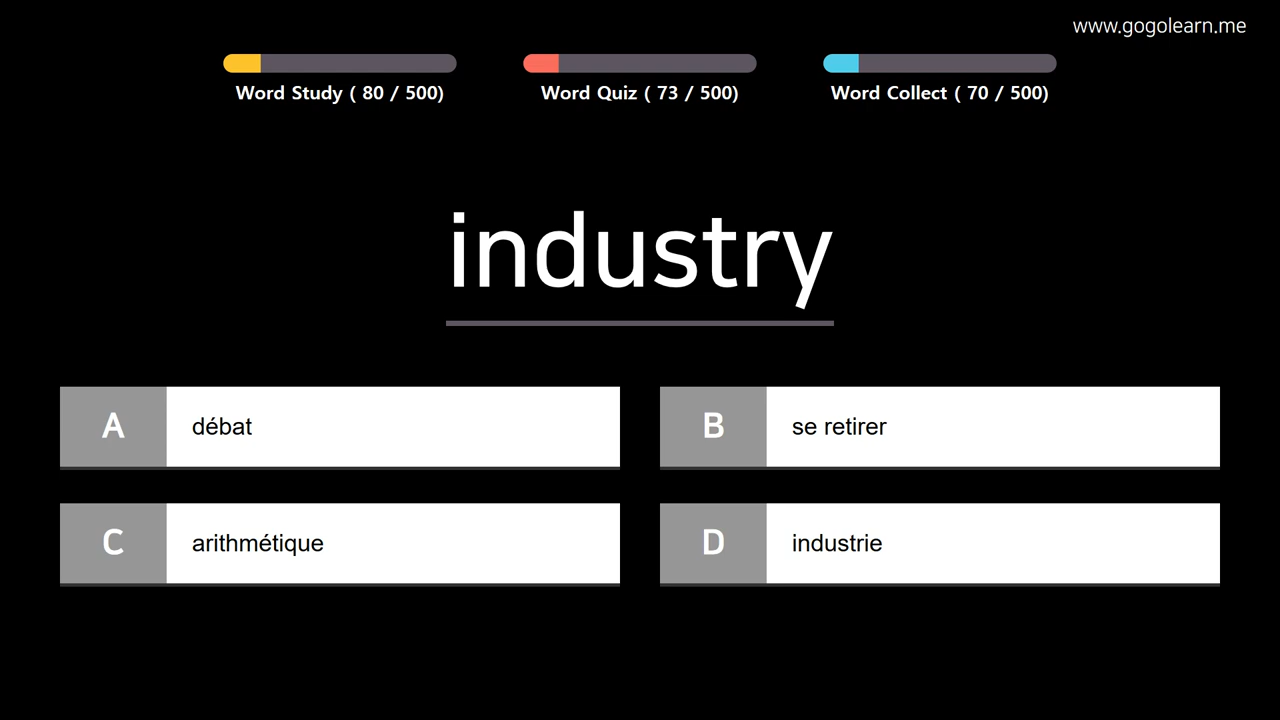 www.gogolearn.me
Word Study ( 80 / 500)
Word Quiz ( 73 / 500)
Word Collect ( 70 / 500)
industry
A débat
B se retirer
C arithmétique
D industrie